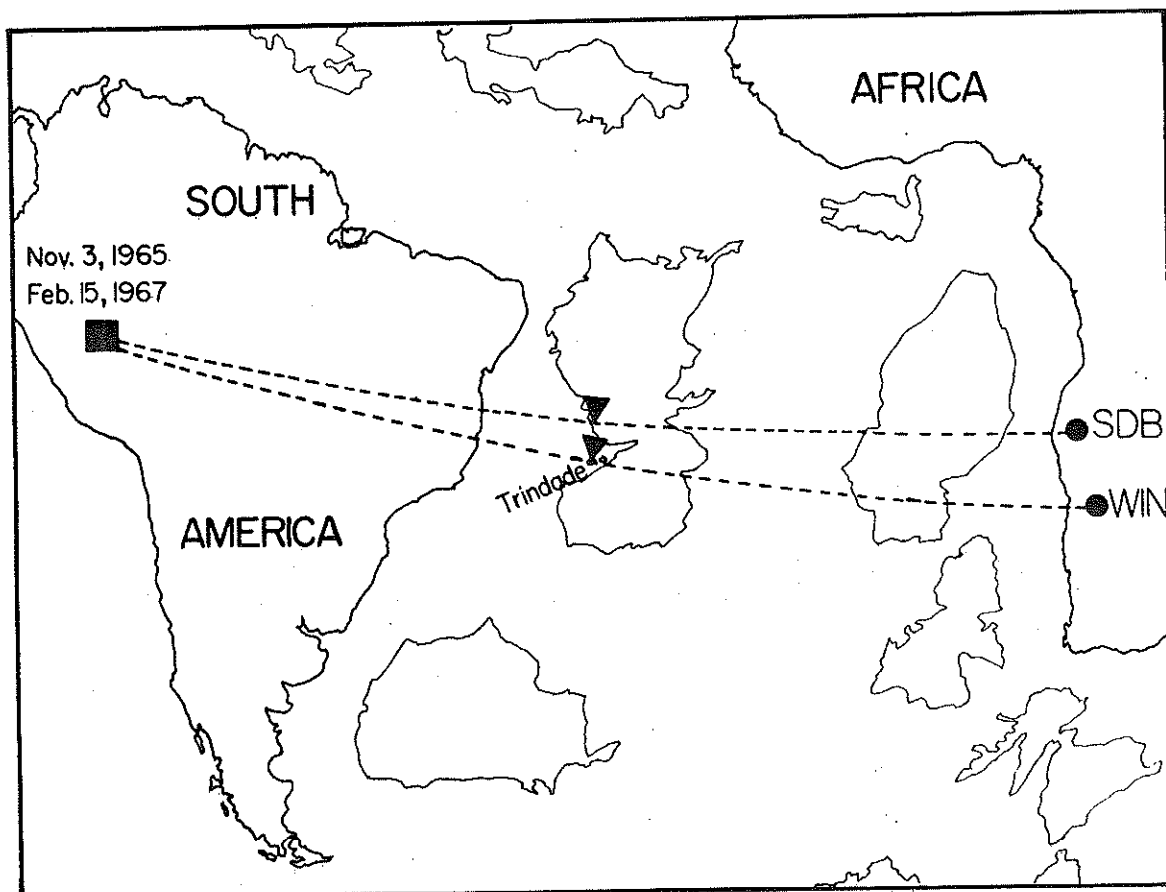 AFRICA
SOUTH
Nov. 3, 1965
Feb. 15, 1967
SDB
Trindade
WIN
AMERICA